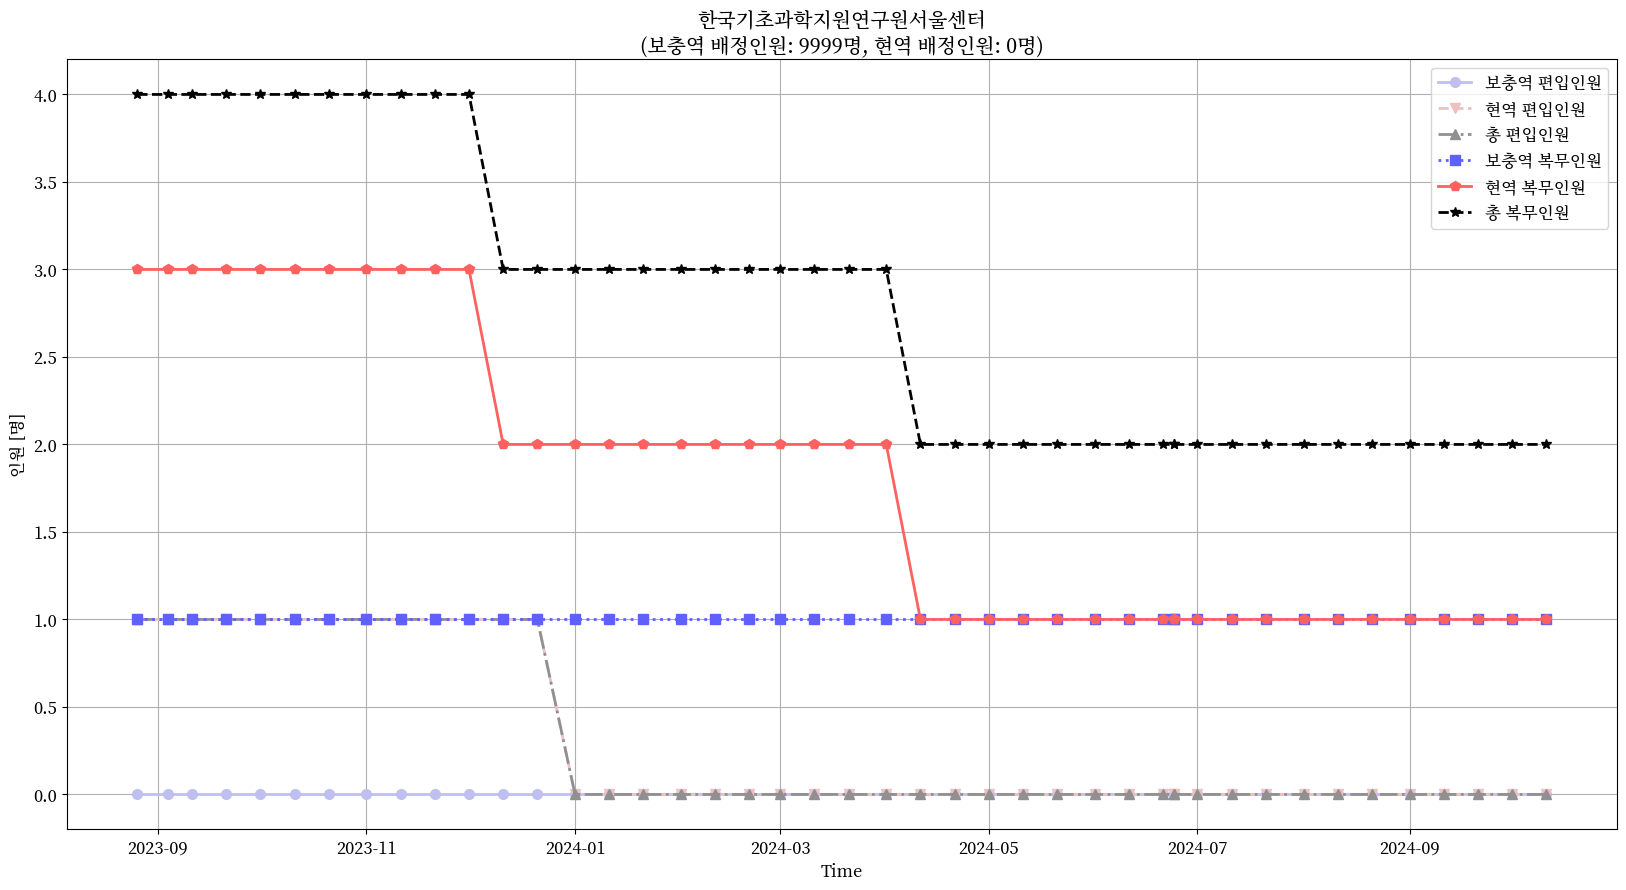 한국기초과학지원연구원서울센터
(보충역 배정인원: 9999명, 현역 배정인원: 0명)
보충역 편입인원
현역 편입인원
총 편입인원
보충역 복무인원
현역 복무인원
총 복무인원
인원 [명]
4.0
3.5
3.0
2.5
2.0
1.5
1.0
0.5
0.0
2023-09
2023-11
2024-01
2024-03
2024-05
2024-07
2024-09
Time